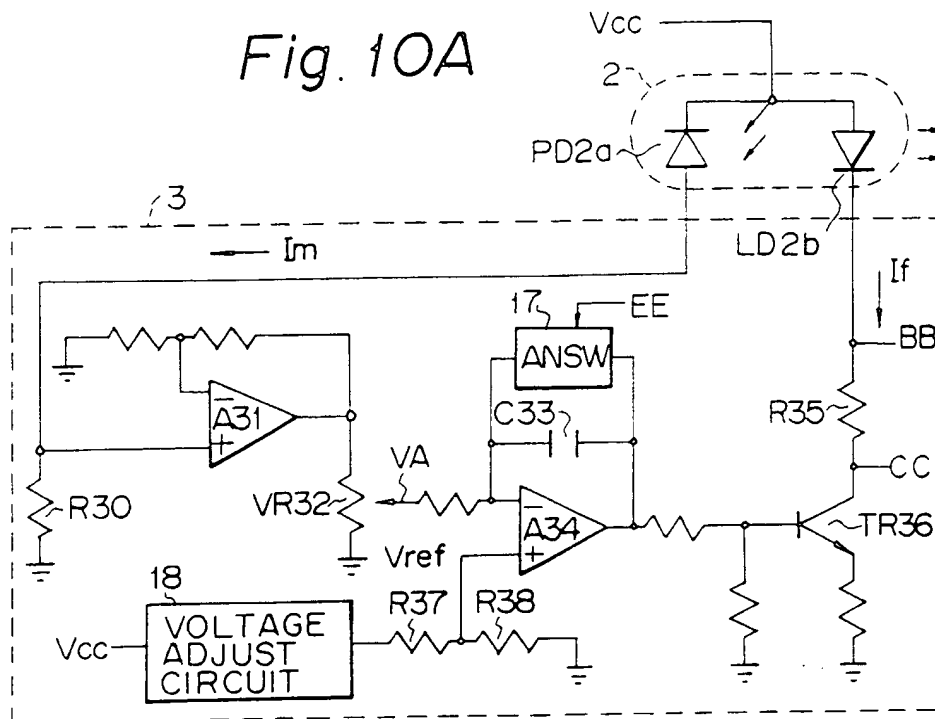 Fig. 10A
Vcc
2
PD2a
LD2b
3
Im
If
17
EE
BB
ANSW
C33
R35
A31
−
+
VA
CC
R30
VR32
A34
−
+
TR36
Vref
18
R37
R38
Vcc
VOLTAGE
ADJUST
CIRCUIT